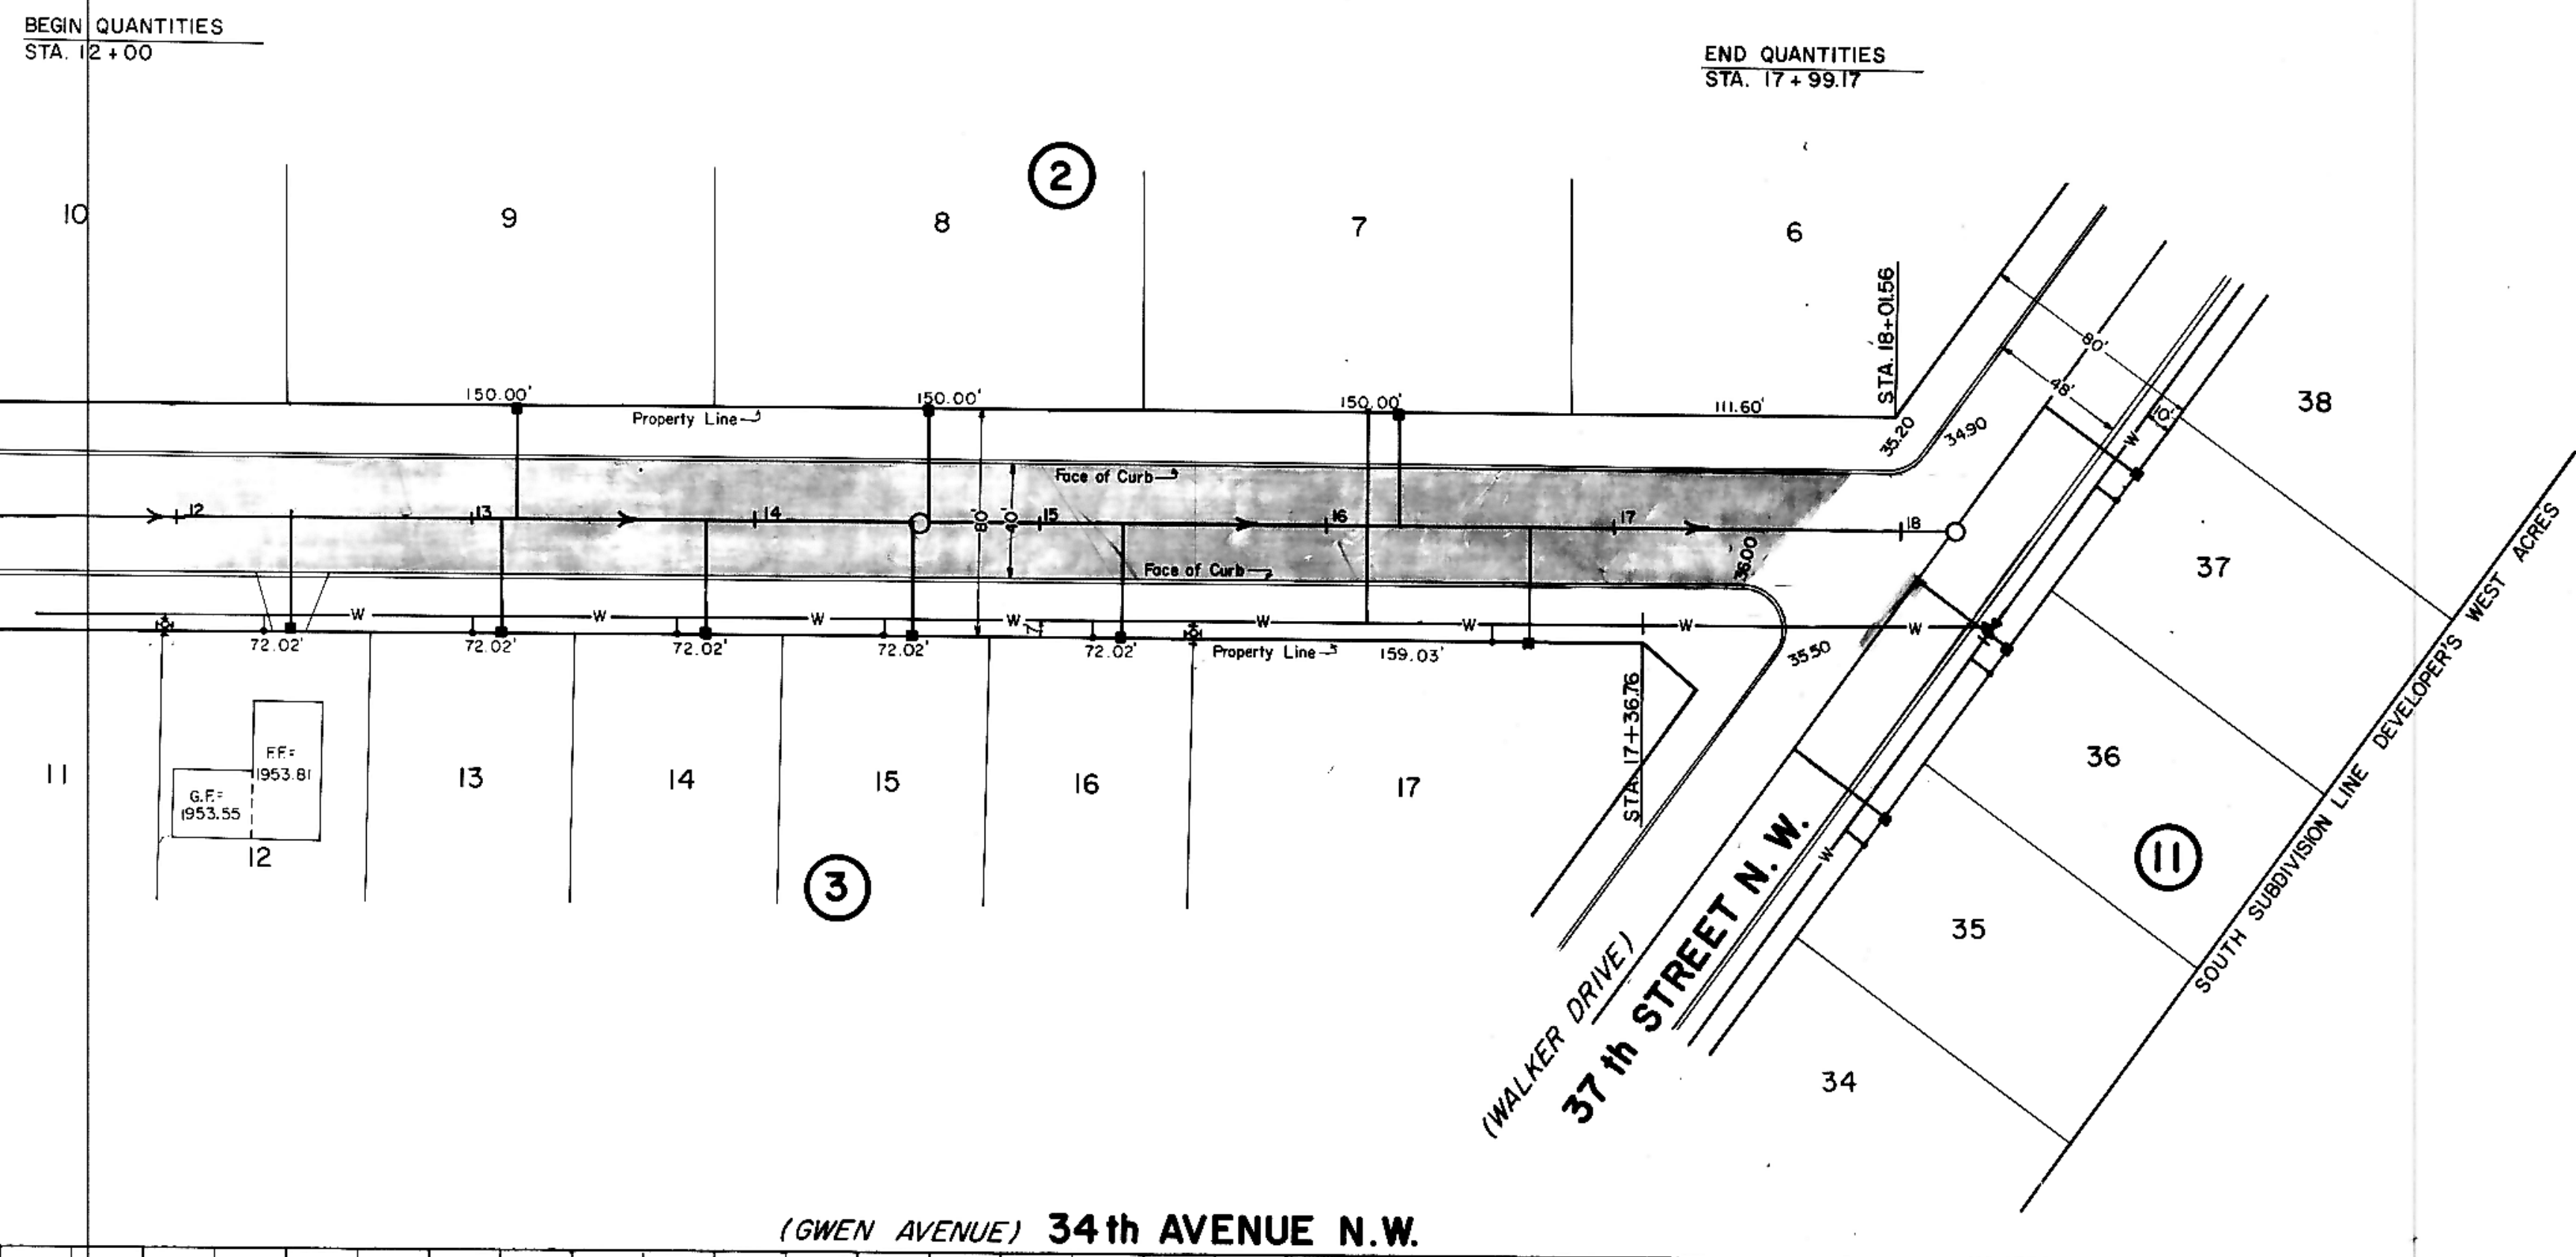 BEGIN QUANTITIES
STA. 12+00
END QUANTITIES
STA. 17+99.17
2
10
9
8
7
6
STA. 18+01.56
80'
48'
10'
38
150.00'
150.00'
150.00'
111.60'
Property Line
35.20
34.90
W
Face of Curb
12
13
14
80'
40'
15
16
17
18
36.00
Face of Curb
37
W
W
W
W
W
W
W
W
7'
72.02'
72.02'
72.02'
72.02'
72.02'
Property Line
159.03'
35.50
STA. 17+36.76
F.F.=
1953.81
G.F.=
1953.55
11
12
13
14
15
16
17
36
3
11
W
35
34
SOUTH SUBDIVISION LINE DEVELOPER'S WEST ACRES
(WALKER DRIVE)
37th STREET N.W.
(GWEN AVENUE) 34th AVENUE N.W.